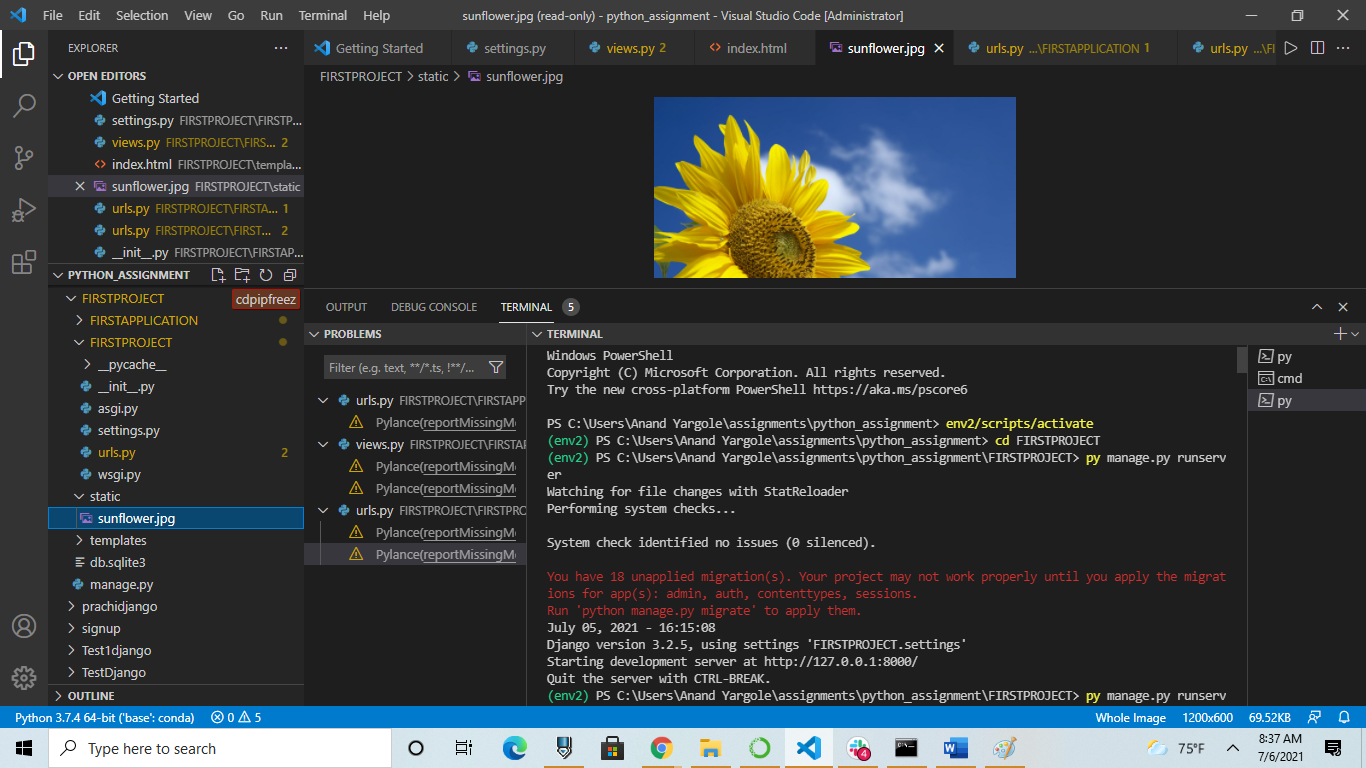 File Edit Selection View Go Run Terminal Help
sunflower.jpg (read-only) - python_assignment - Visual Studio Code [Administrator]
EXPLORER
Getting Started
settings.py
views.py 2
index.html
sunflower.jpg
urls.py ...\FIRSTAPPLICATION 1
urls.py ...\FI
FIRSTPROJECT > static > sunflower.jpg
OPEN EDITORS
Getting Started
settings.py FIRSTPROJECT\FIRSTP...
views.py FIRSTPROJECT\FIRS... 2
index.html FIRSTPROJECT\templa...
sunflower.jpg FIRSTPROJECT\static
urls.py FIRSTPROJECT\FIRSTA... 1
urls.py FIRSTPROJECT\FIRST... 2
__init__.py FIRSTPROJECT\FIRSTAP...
PYTHON_ASSIGNMENT
FIRSTPROJECT
cdpipfreez
FIRSTAPPLICATION
FIRSTPROJECT
__pycache__
__init__.py
asgi.py
settings.py
urls.py 2
wsgi.py
static
sunflower.jpg
templates
db.sqlite3
manage.py
prachidjango
signup
Test1django
TestDjango
OUTLINE
OUTPUT DEBUG CONSOLE TERMINAL 5
PROBLEMS
Filter (e.g. text, **/*.ts, !**/...
urls.py FIRSTPROJECT\FIRSTAPP
Pylance(reportMissingM
views.py FIRSTPROJECT\FIRSTAP
Pylance(reportMissingM
Pylance(reportMissingM
urls.py FIRSTPROJECT\FIRSTPRO
Pylance(reportMissingM
Pylance(reportMissingM
TERMINAL
Windows PowerShell
Copyright (C) Microsoft Corporation. All rights reserved.
Try the new cross-platform PowerShell https://aka.ms/pscore6
PS C:\Users\Anand Yargole\assignments\python_assignment> env2/scripts/activate
(env2) PS C:\Users\Anand Yargole\assignments\python_assignment> cd FIRSTPROJECT
(env2) PS C:\Users\Anand Yargole\assignments\python_assignment\FIRSTPROJECT> py manage.py runserv
er
Watching for file changes with StatReloader
Performing system checks...
System check identified no issues (0 silenced).
You have 18 unapplied migration(s). Your project may not work properly until you apply the migrat
ions for app(s): admin, auth, contenttypes, sessions.
Run 'python manage.py migrate' to apply them.
July 05, 2021 - 16:15:08
Django version 3.2.5, using settings 'FIRSTPROJECT.settings'
Starting development server at http://127.0.0.1:8000/
Quit the server with CTRL-BREAK.
(env2) PS C:\Users\Anand Yargole\assignments\python_assignment\FIRSTPROJECT> py manage.py runserv
py
cmd
py
Python 3.7.4 64-bit ('base': conda) 0 5
Whole Image 1200x600 69.52KB
Type here to search
4
75°F
8:37 AM
7/6/2021